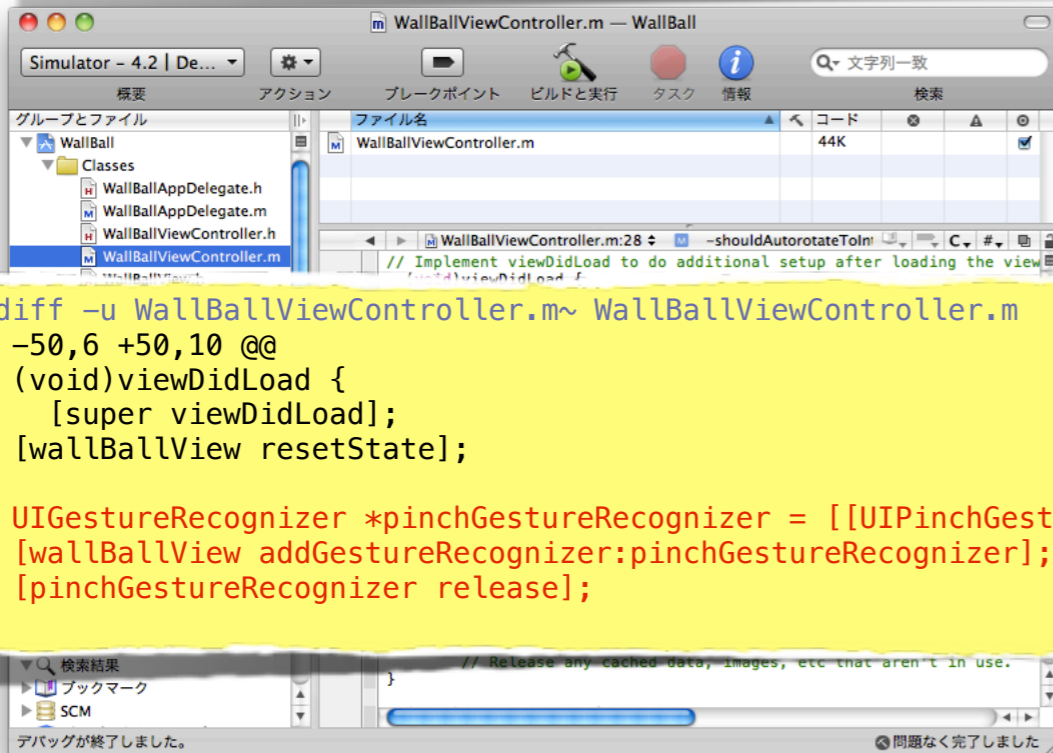 WallBallViewController.m — WallBall
Simulator – 4.2 | De...
文字列一致
概要
アクション
ブレークポイント
ビルドと実行
タスク
情報
検索
グループとファイル
ファイル名
コード
WallBall
WallBallViewController.m
44K
Classes
WallBallAppDelegate.h
WallBallAppDelegate.m
WallBallViewController.h
WallBallViewController.m
WallBallViewController.m:28
-shouldAutorotateToInt
C
#
// Implement viewDidLoad to do additional setup after loading the view
WallBallView.h
(void)viewDidLoad {
diff -u WallBallViewController.m~ WallBallViewController.m
-50,6 +50,10 @@
(void)viewDidLoad {
[super viewDidLoad];
[wallBallView resetState];
UIGestureRecognizer *pinchGestureRecognizer = [[UIPinchGest
[wallBallView addGestureRecognizer:pinchGestureRecognizer];
[pinchGestureRecognizer release];
検索結果
// Release any cached data, images, etc that aren't in use.
ブックマーク
}
SCM
デバッグが終了しました。
問題なく完了しました